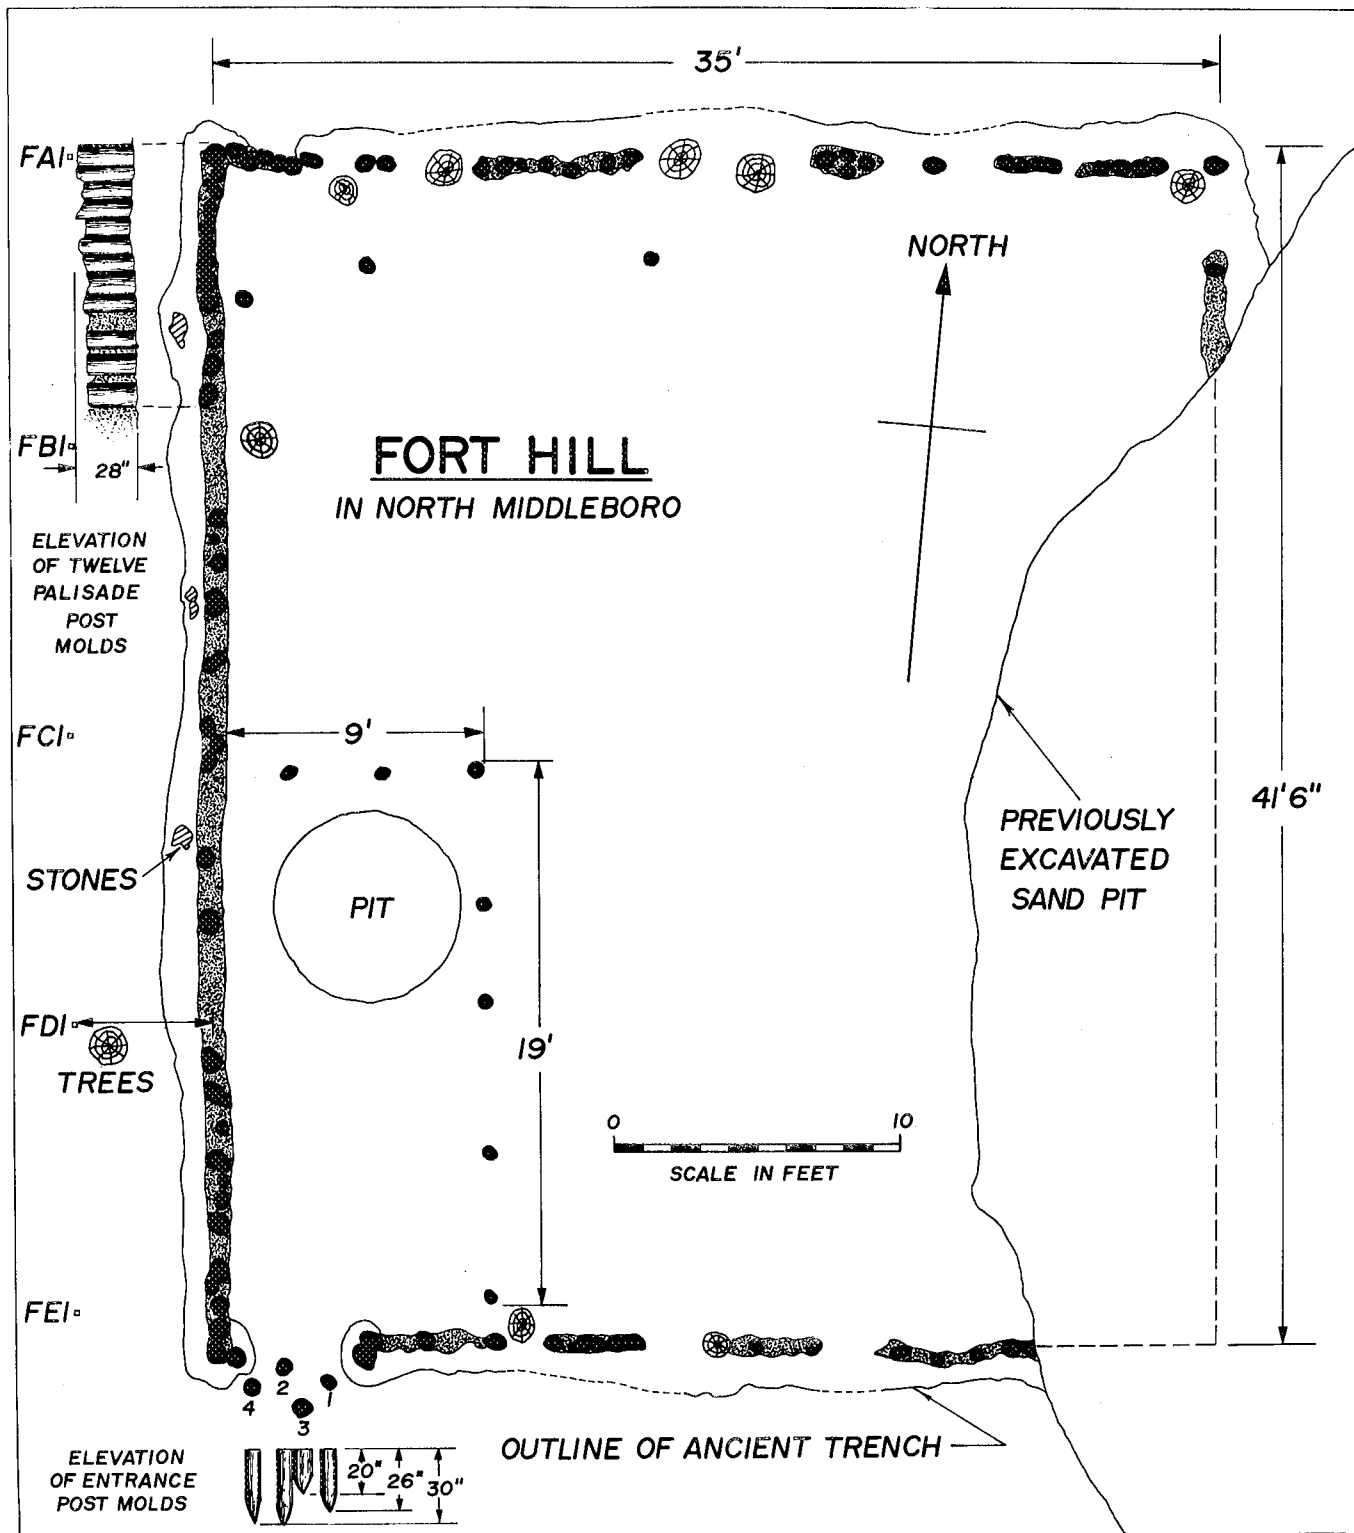 35'
FA1
NORTH
FORT HILL
IN NORTH MIDDLEBORO
FB1
28"
ELEVATION
OF TWELVE
PALISADE
POST
MOLDS
FC1
9'
41'6"
PREVIOUSLY
EXCAVATED
SAND PIT
STONES
PIT
FD1
19'
TREES
0 10
SCALE IN FEET
FE1
2
4 1
3
OUTLINE OF ANCIENT TRENCH
ELEVATION
OF ENTRANCE
POST MOLDS
20" 26" 30"